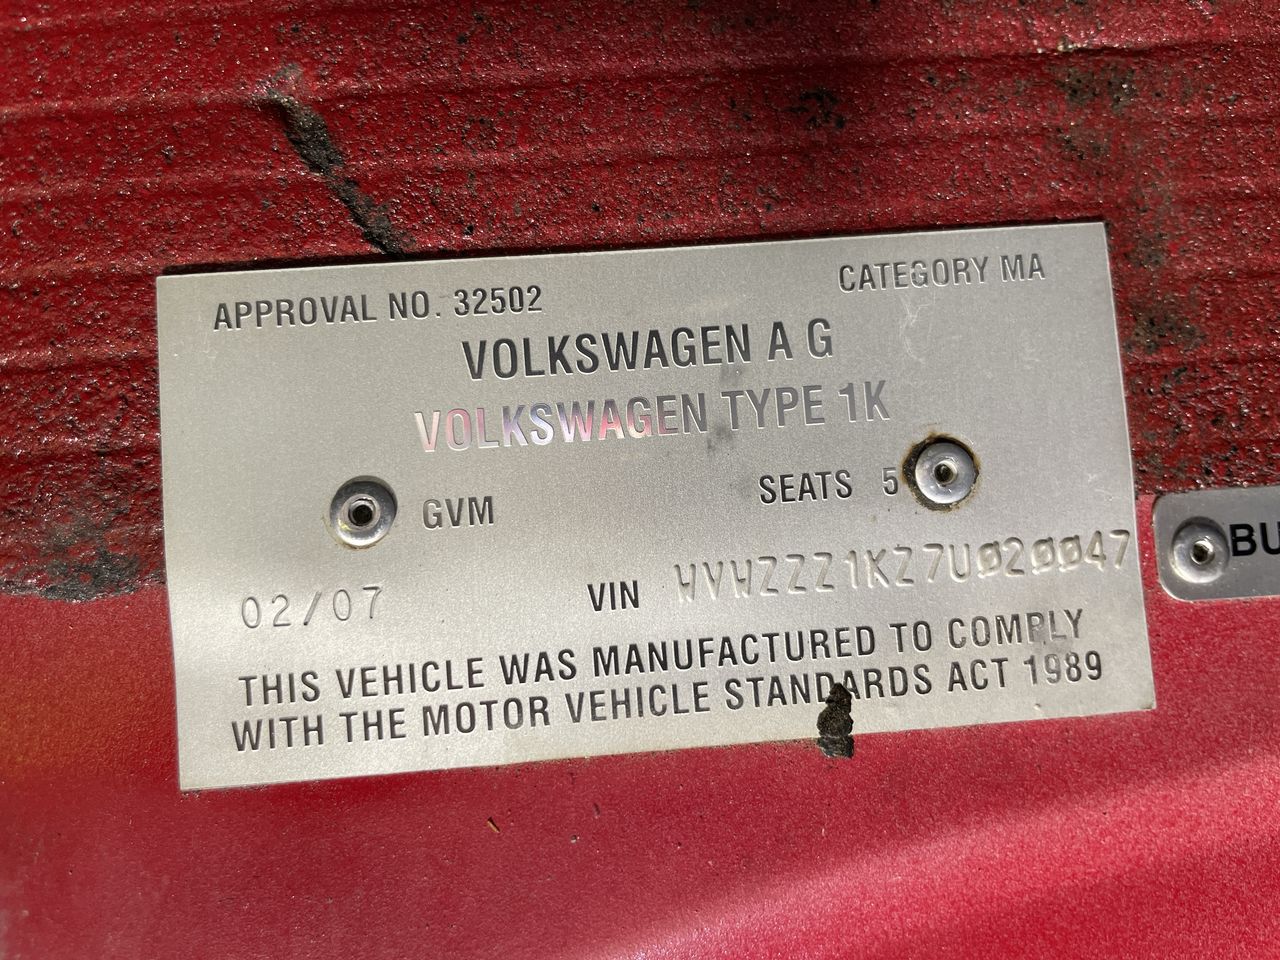 APPROVAL NO. 32502 CATEGORY MA
VOLKSWAGEN A G
VOLKSWAGEN TYPE 1K
GVM SEATS 5
02/07 VIN WVWZZZ1KZ7U020047
THIS VEHICLE WAS MANUFACTURED TO COMPLY
WITH THE MOTOR VEHICLE STANDARDS ACT 1989
BU